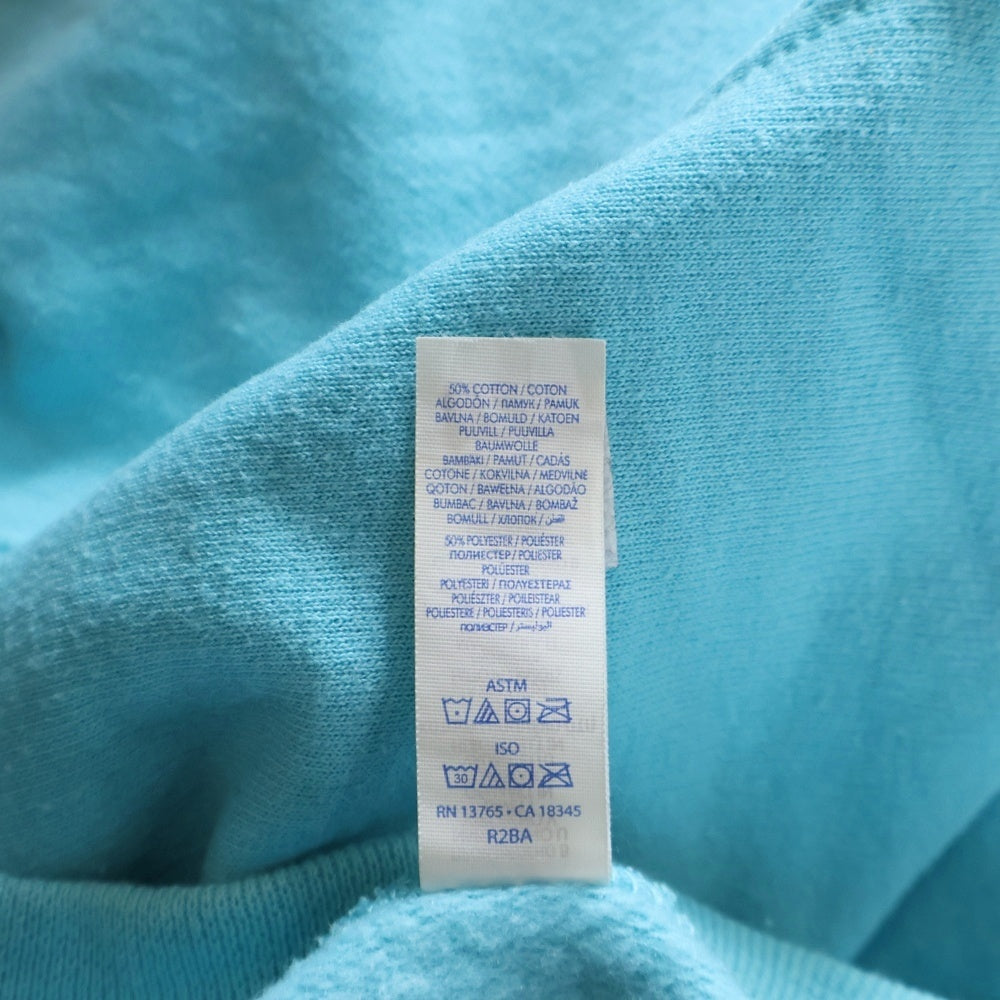 50% COTTON / COTON
ALGODÓN / ПАМУК / PAMUK
BAVLNA / BOMULD / KATOEN
PUUVILL / PUUVILLA
BAUMWOLLE
ΒΑΜΒΑΚΙ / PAMUT / CADÁS
COTONE / KOKVILNA / MEDVILNE
QOTON / BAWEŁNA / ALGODÃO
BUMBAC / BAVLNA / BOMBAŽ
BOMULL / ХЛОПОК / القطن
50% POLYESTER / POLIÉSTER
ПОЛИЕСТЕР / POLIESTER
POLÜESTER
POLYESTERI / ΠΟΛΥΕΣΤΕΡΑΣ
POLIÉSZTER / POILEISTEAR
POLIESTERE / POLIESTERIS / POLIESTER
ПОЛИЭСТЕР / البوليستر
ASTM
ISO
30
RN 13765 • CA 18345
R2BA